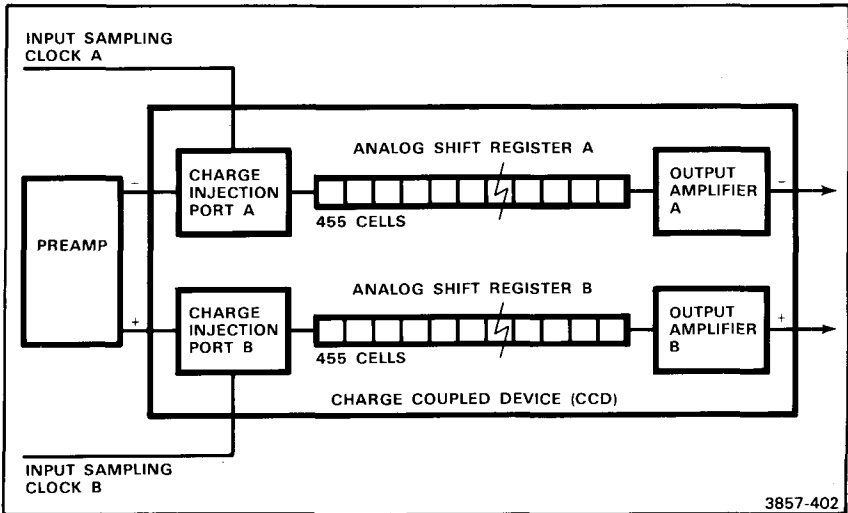 INPUT SAMPLING
CLOCK A
ANALOG SHIFT REGISTER A
CHARGE
INJECTION
PORT A
−
455 CELLS
OUTPUT
AMPLIFIER
A
−
PREAMP
ANALOG SHIFT REGISTER B
+
CHARGE
INJECTION
PORT B
455 CELLS
OUTPUT
AMPLIFIER
B
+
CHARGE COUPLED DEVICE (CCD)
INPUT SAMPLING
CLOCK B
3857-402